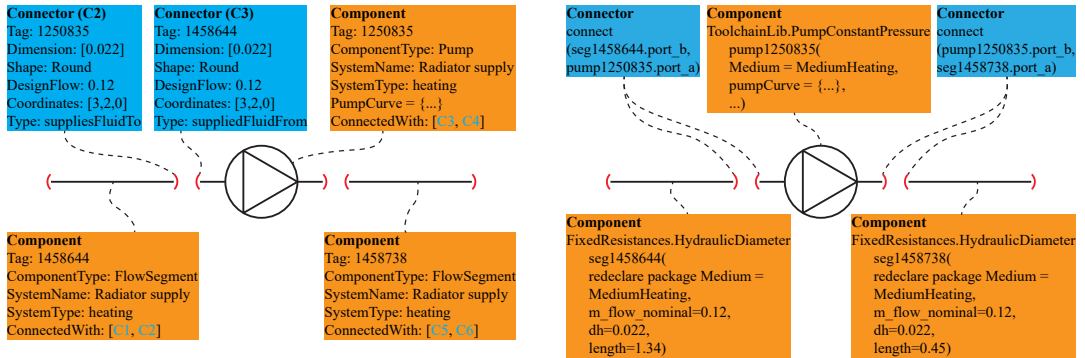 Connector (C2)
Tag: 1250835
Dimension: [0.022]
Shape: Round
DesignFlow: 0.12
Coordinates: [3,2,0]
Type: suppliesFluidTo
Connector (C3)
Tag: 1458644
Dimension: [0.022]
Shape: Round
DesignFlow: 0.12
Coordinates: [3,2,0]
Type: suppliedFluidFrom
Component
Tag: 1250835
ComponentType: Pump
SystemName: Radiator supply
SystemType: heating
PumpCurve = {...}
ConnectedWith: [C3, C4]
Component
Tag: 1458644
ComponentType: FlowSegment
SystemName: Radiator supply
SystemType: heating
ConnectedWith: [C1, C2]
Component
Tag: 1458738
ComponentType: FlowSegment
SystemName: Radiator supply
SystemType: heating
ConnectedWith: [C5, C6]
Connector
connect
(seg1458644.port_b,
pump1250835.port_a)
Component
ToolchainLib.PumpConstantPressure
pump1250835(
Medium = MediumHeating,
pumpCurve = {...},
...)
Connector
connect
(pump1250835.port_b,
seg1458738.port_a)
Component
FixedResistances.HydraulicDiameter
seg1458644(
redeclare package Medium =
MediumHeating,
m_flow_nominal=0.12,
dh=0.022,
length=1.34)
Component
FixedResistances.HydraulicDiameter
seg1458738(
redeclare package Medium =
MediumHeating,
m_flow_nominal=0.12,
dh=0.022,
length=0.45)